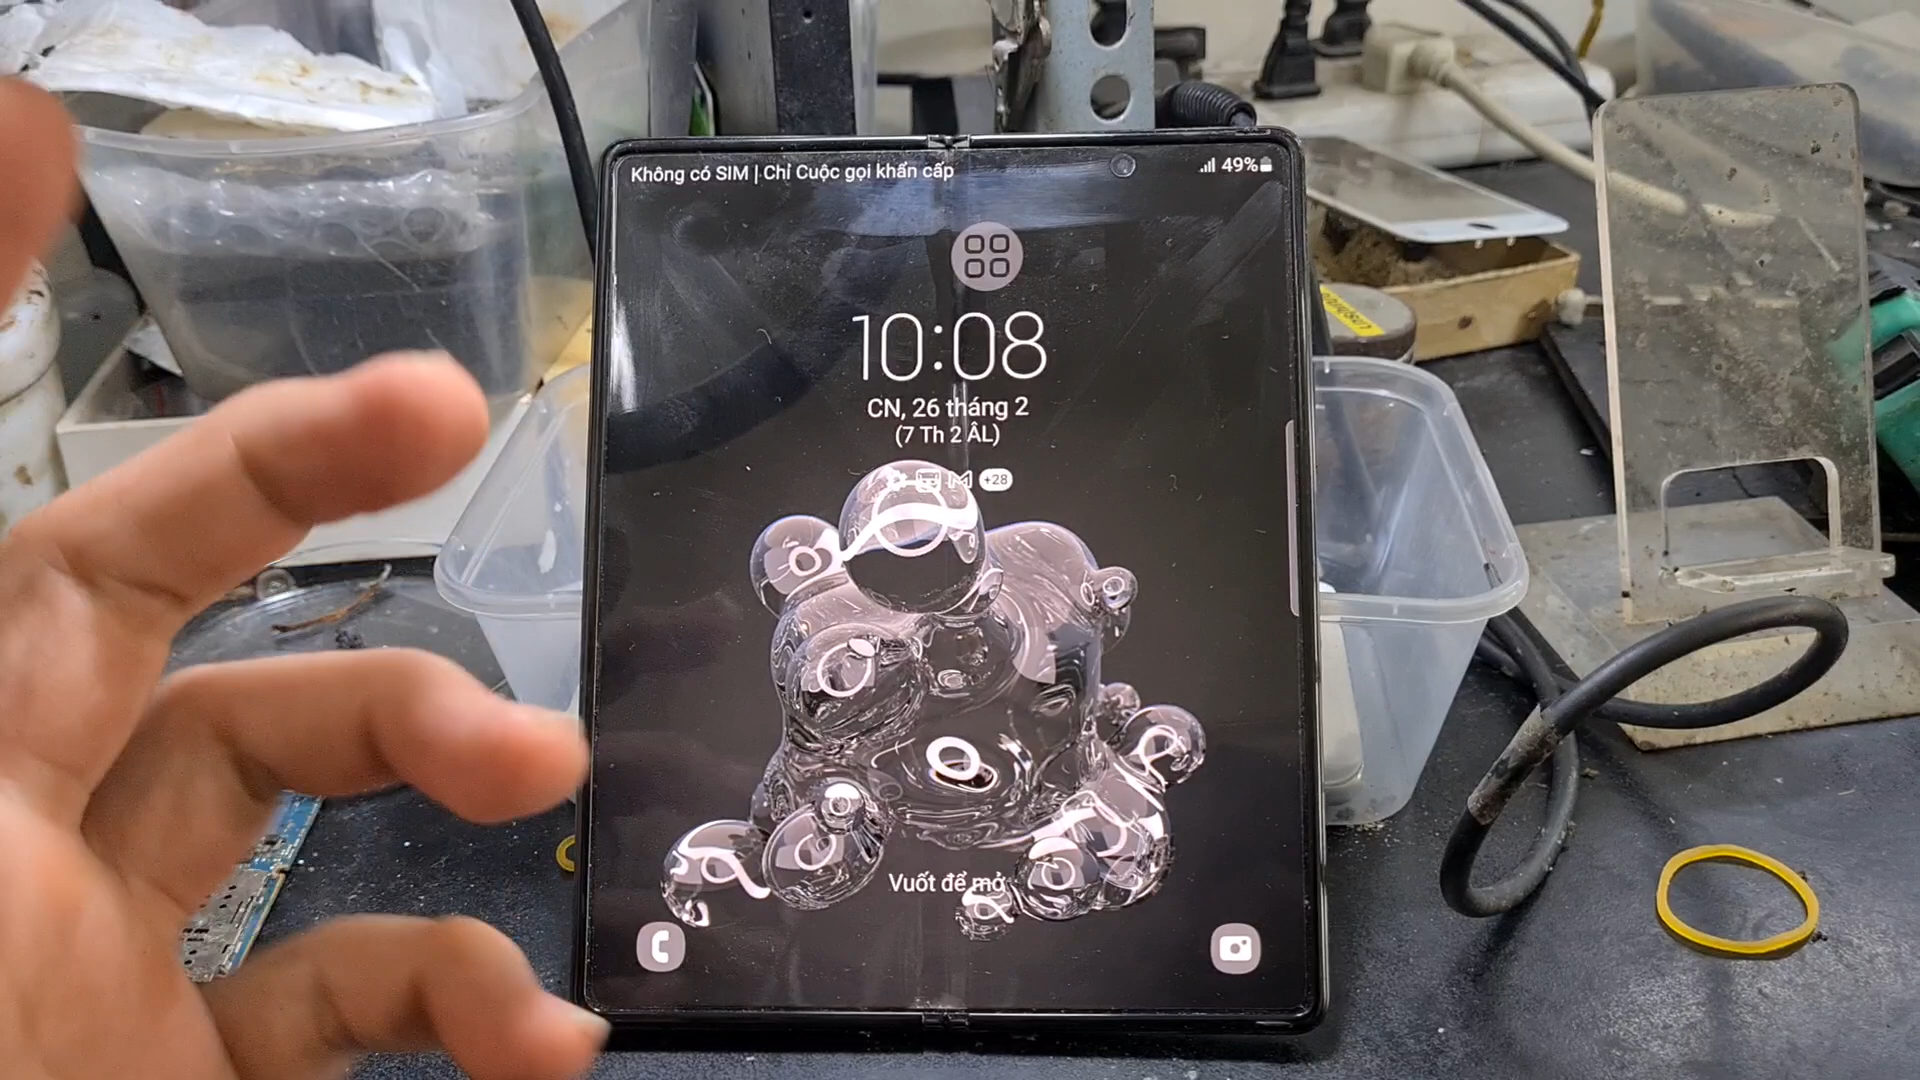 Không có SIM | Chỉ Cuộc gọi khẩn cấp
49%
10:08
CN, 26 tháng 2
(7 Th 2 ÂL)
+28
Vuốt để mở